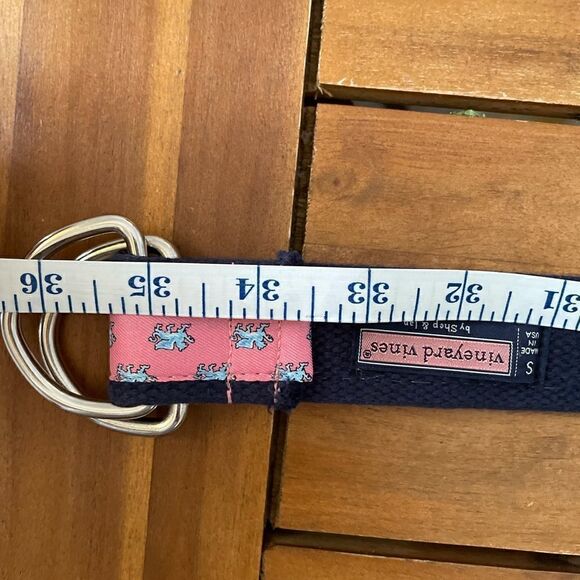 36 35 34 33 32 31
by Shep & Ian
vineyard vines®
MADE
IN
USA
S